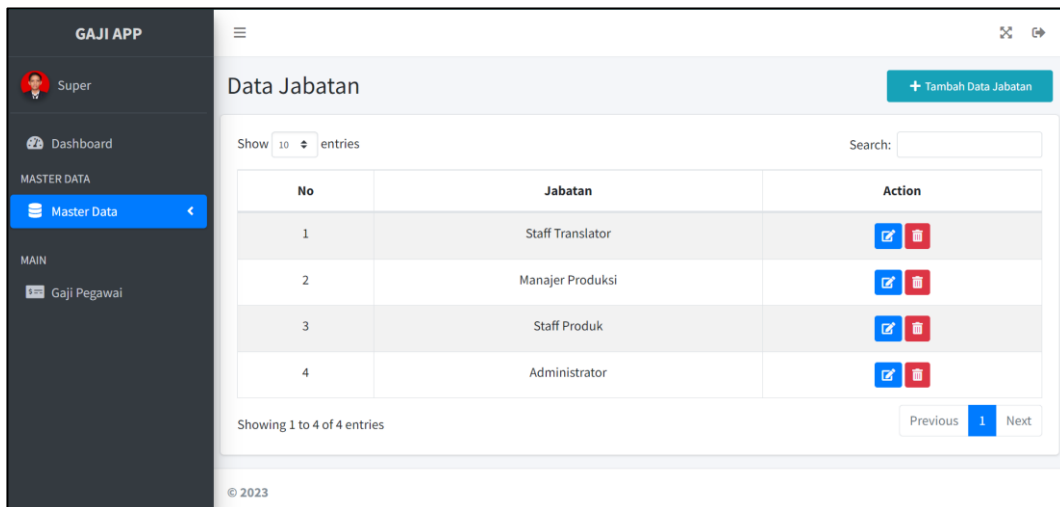 GAJI APP
Super
Dashboard
MASTER DATA
Master Data
MAIN
Gaji Pegawai
Data Jabatan
Tambah Data Jabatan
Show 10 entries
Search:
No Jabatan Action
1 Staff Translator
2 Manajer Produksi
3 Staff Produk
4 Administrator
Showing 1 to 4 of 4 entries
Previous 1 Next
© 2023